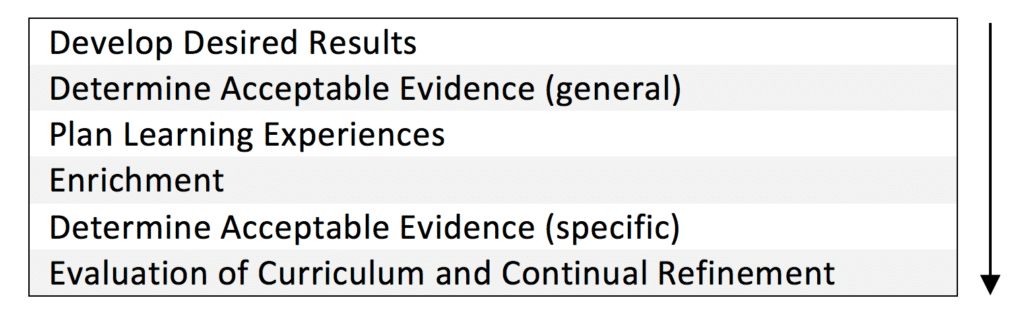 Develop Desired Results
Determine Acceptable Evidence (general)
Plan Learning Experiences
Enrichment
Determine Acceptable Evidence (specific)
Evaluation of Curriculum and Continual Refinement